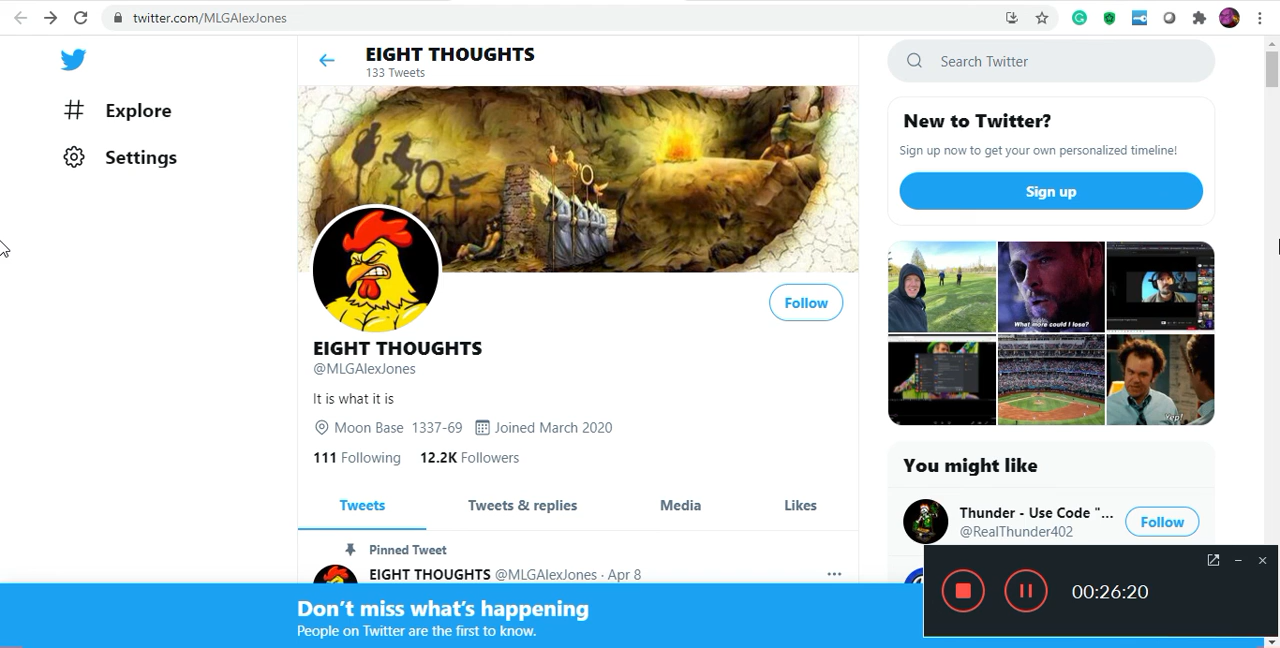 twitter.com/MLGAlexJones
EIGHT THOUGHTS
133 Tweets
Explore
Settings
Follow
EIGHT THOUGHTS
@MLGAlexJones
It is what it is
Moon Base 1337-69 Joined March 2020
111 Following 12.2K Followers
Tweets Tweets & replies Media Likes
Pinned Tweet
EIGHT THOUGHTS @MLGAlexJones · Apr 8
Search Twitter
New to Twitter?
Sign up now to get your own personalized timeline!
Sign up
What more could I lose?
Yep!
You might like
Thunder - Use Code "...
@RealThunder402
Follow
Don't miss what's happening
People on Twitter are the first to know.
00:26:20